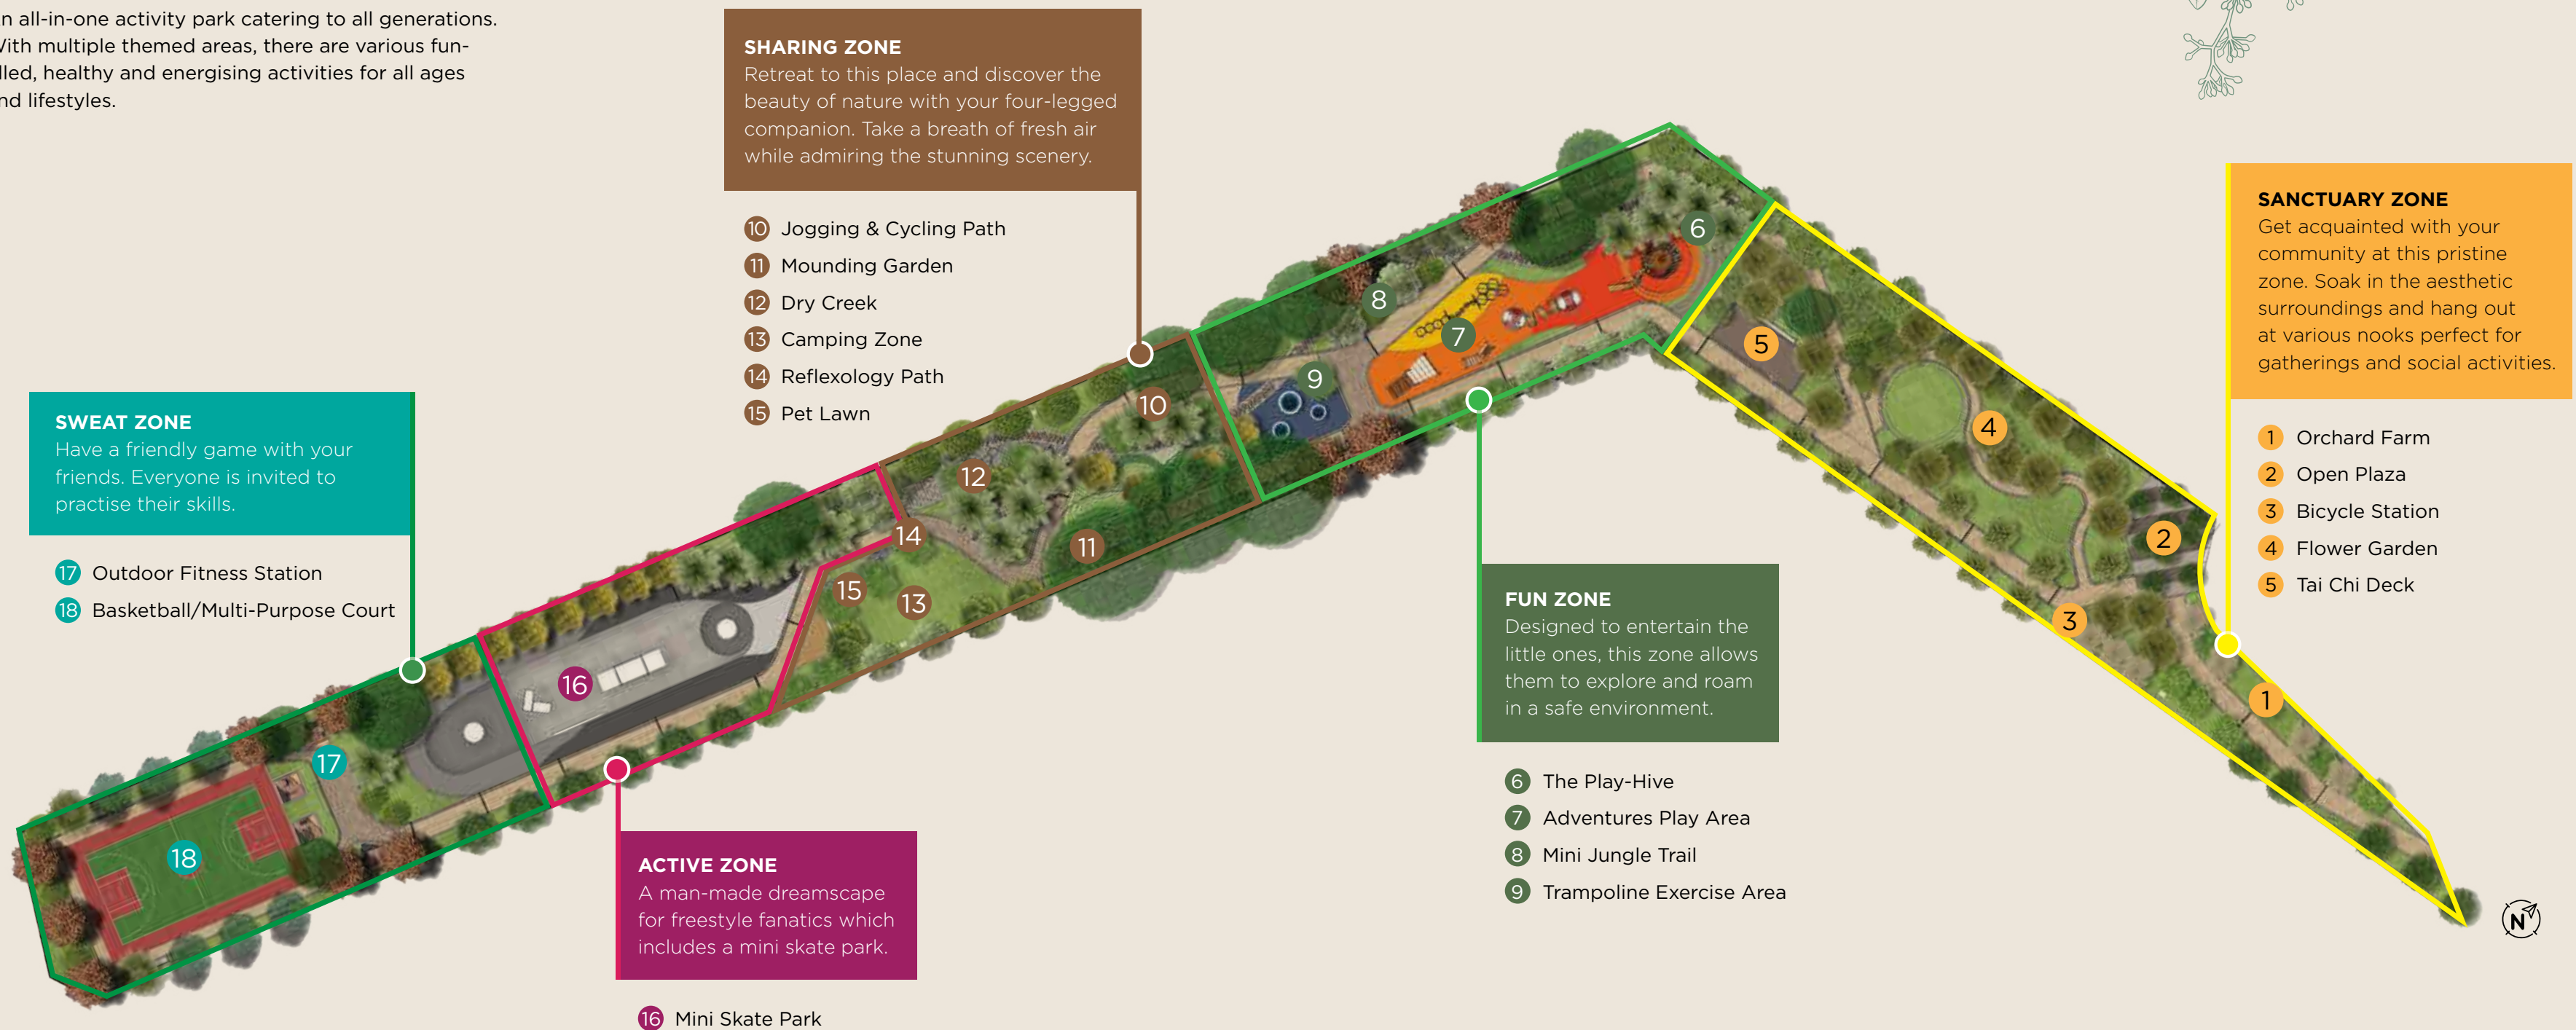 n all-in-one activity park catering to all generations.
With multiple themed areas, there are various fun-
lled, healthy and energising activities for all ages
nd lifestyles.
SHARING ZONE
Retreat to this place and discover the
beauty of nature with your four-legged
companion. Take a breath of fresh air
while admiring the stunning scenery.
10 Jogging & Cycling Path
11 Mounding Garden
12 Dry Creek
13 Camping Zone
14 Reflexology Path
15 Pet Lawn
SANCTUARY ZONE
Get acquainted with your
community at this pristine
zone. Soak in the aesthetic
surroundings and hang out
at various nooks perfect for
gatherings and social activities.
1 Orchard Farm
2 Open Plaza
3 Bicycle Station
4 Flower Garden
5 Tai Chi Deck
SWEAT ZONE
Have a friendly game with your
friends. Everyone is invited to
practise their skills.
17 Outdoor Fitness Station
18 Basketball/Multi-Purpose Court
FUN ZONE
Designed to entertain the
little ones, this zone allows
them to explore and roam
in a safe environment.
6 The Play-Hive
7 Adventures Play Area
8 Mini Jungle Trail
9 Trampoline Exercise Area
ACTIVE ZONE
A man-made dreamscape
for freestyle fanatics which
includes a mini skate park.
16 Mini Skate Park
6
8
7
5
9
10
4
12
14
11
2
15
13
3
16
1
17
18
N